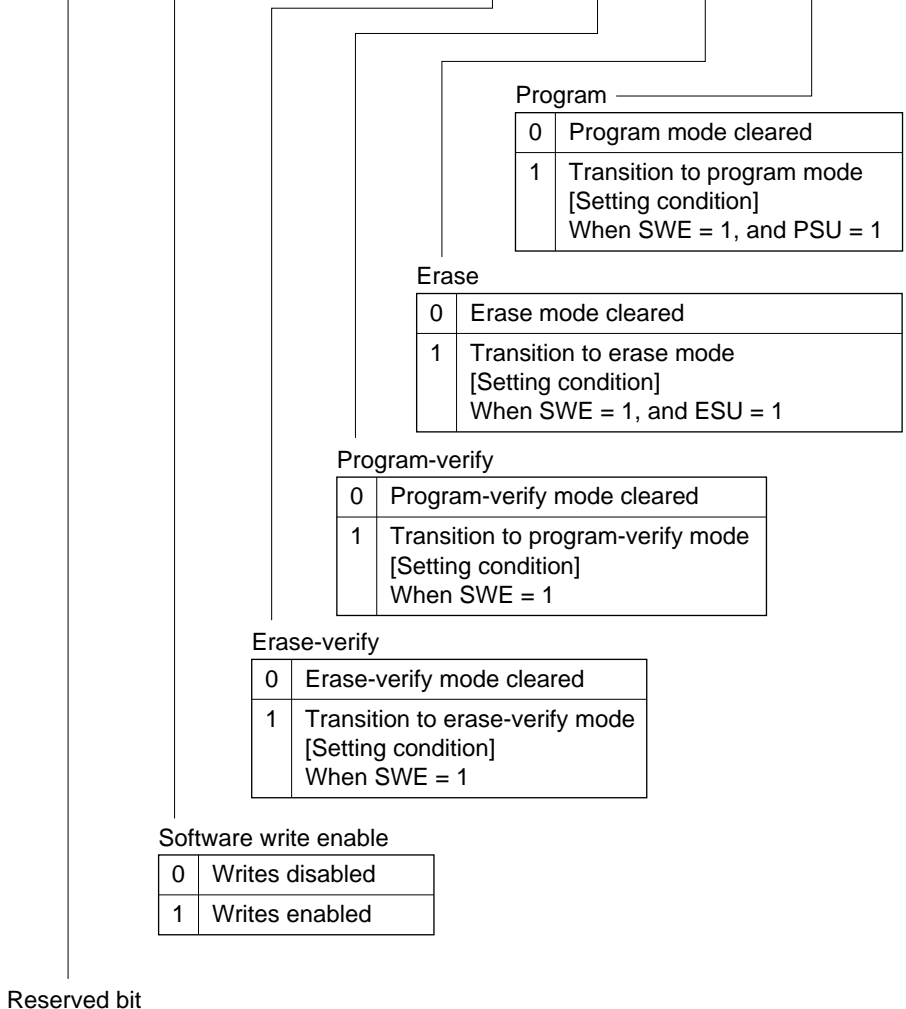 Program
0 Program mode cleared
1 Transition to program mode
[Setting condition]
When SWE = 1, and PSU = 1
Erase
0 Erase mode cleared
1 Transition to erase mode
[Setting condition]
When SWE = 1, and ESU = 1
Program-verify
0 Program-verify mode cleared
1 Transition to program-verify mode
[Setting condition]
When SWE = 1
Erase-verify
0 Erase-verify mode cleared
1 Transition to erase-verify mode
[Setting condition]
When SWE = 1
Software write enable
0 Writes disabled
1 Writes enabled
Reserved bit